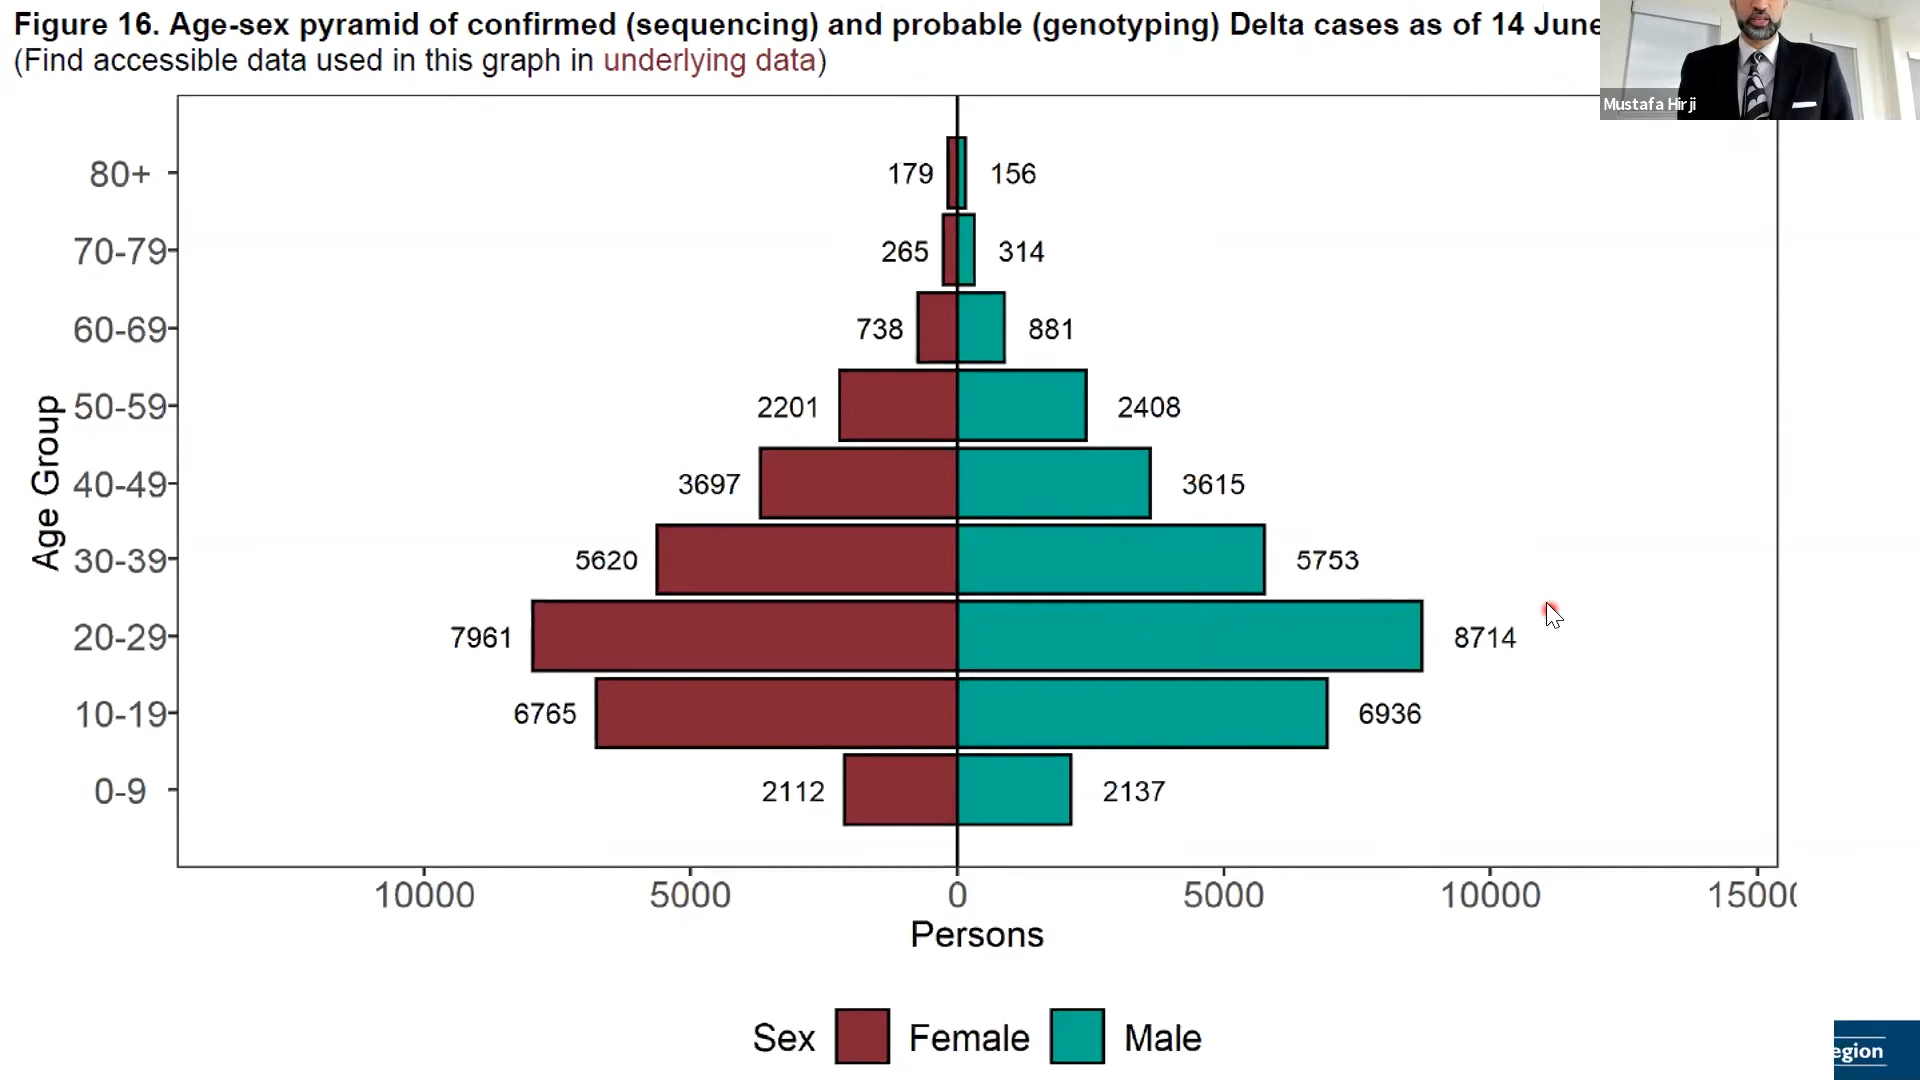 Figure 16. Age-sex pyramid of confirmed (sequencing) and probable (genotyping) Delta cases as of 14 June
(Find accessible data used in this graph in underlying data)
Mustafa Hirji
Age Group
80+ 179 156
70-79 265 314
60-69 738 881
50-59 2201 2408
40-49 3697 3615
30-39 5620 5753
20-29 7961 8714
10-19 6765 6936
0-9 2112 2137
10000 5000 0 5000 10000 15000
Persons
Sex Female Male
egion